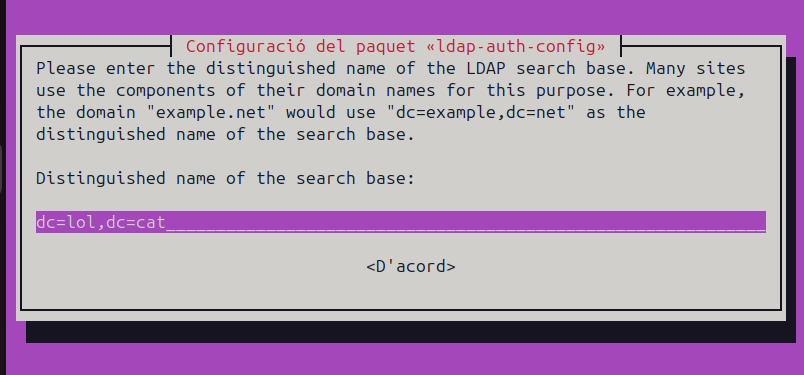 Configuració del paquet «ldap-auth-config»
Please enter the distinguished name of the LDAP search base. Many sites
use the components of their domain names for this purpose. For example,
the domain "example.net" would use "dc=example,dc=net" as the
distinguished name of the search base.
Distinguished name of the search base:
dc=lol,dc=cat____________________________________________________________
<D'acord>